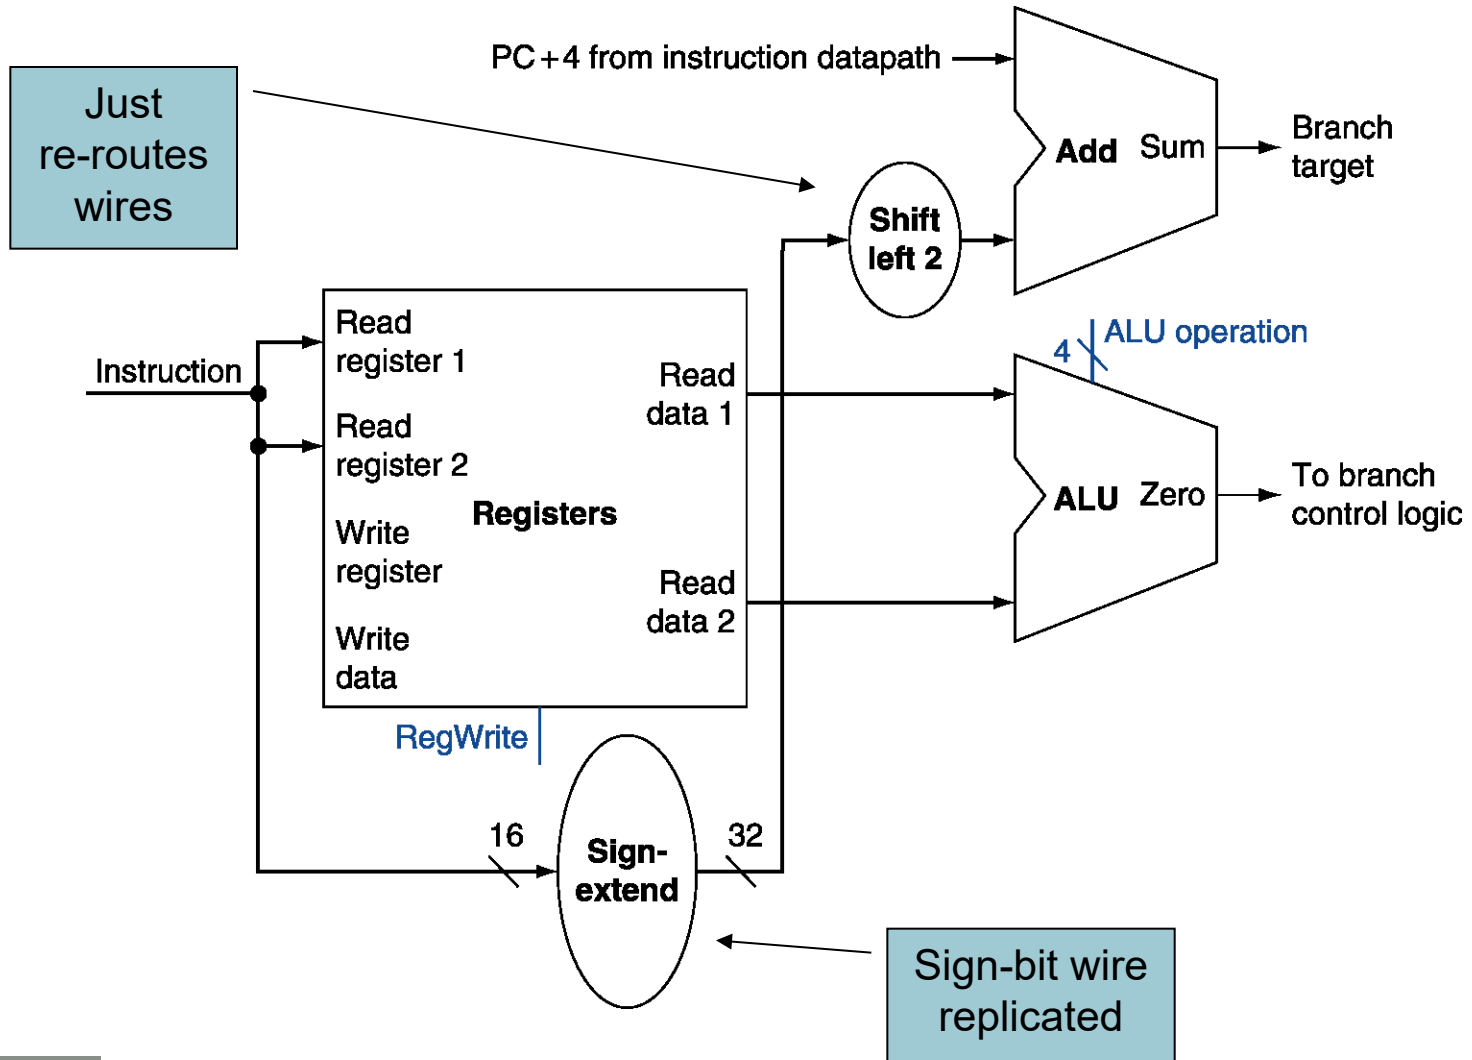 PC+4 from instruction datapath
Just
re-routes
wires
Add Sum
Branch
target
Shift
left 2
Instruction
Read
register 1
Read
data 1
Read
register 2
Registers
Write
register
Read
data 2
Write
data
RegWrite
4
ALU operation
ALU Zero
To branch
control logic
16
Sign-
extend
32
Sign-bit wire
replicated